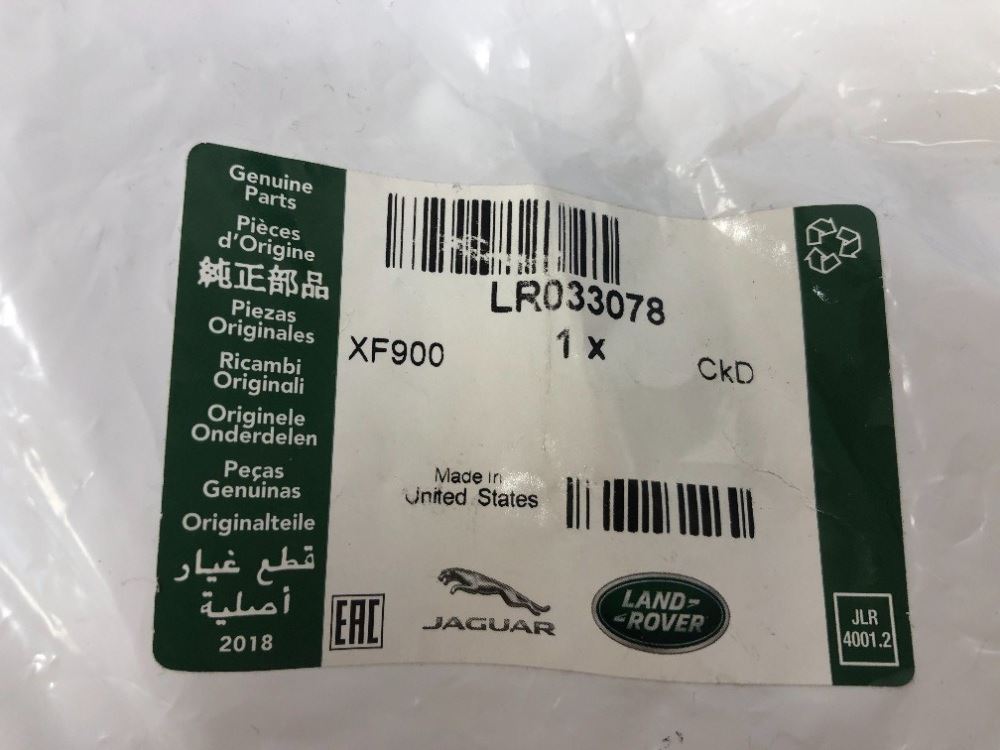 Genuine
Parts
Pièces
d'Origine
純正部品
Piezas
Originales
Ricambi
Originali
Originele
Onderdelen
Peças
Genuinas
Originalteile
قطع غيار
أصلية
2018
LR033078
XF900
1 x
CkD
Made in
United States
EAC
JAGUAR
LAND-
-ROVER
JLR
4001.2